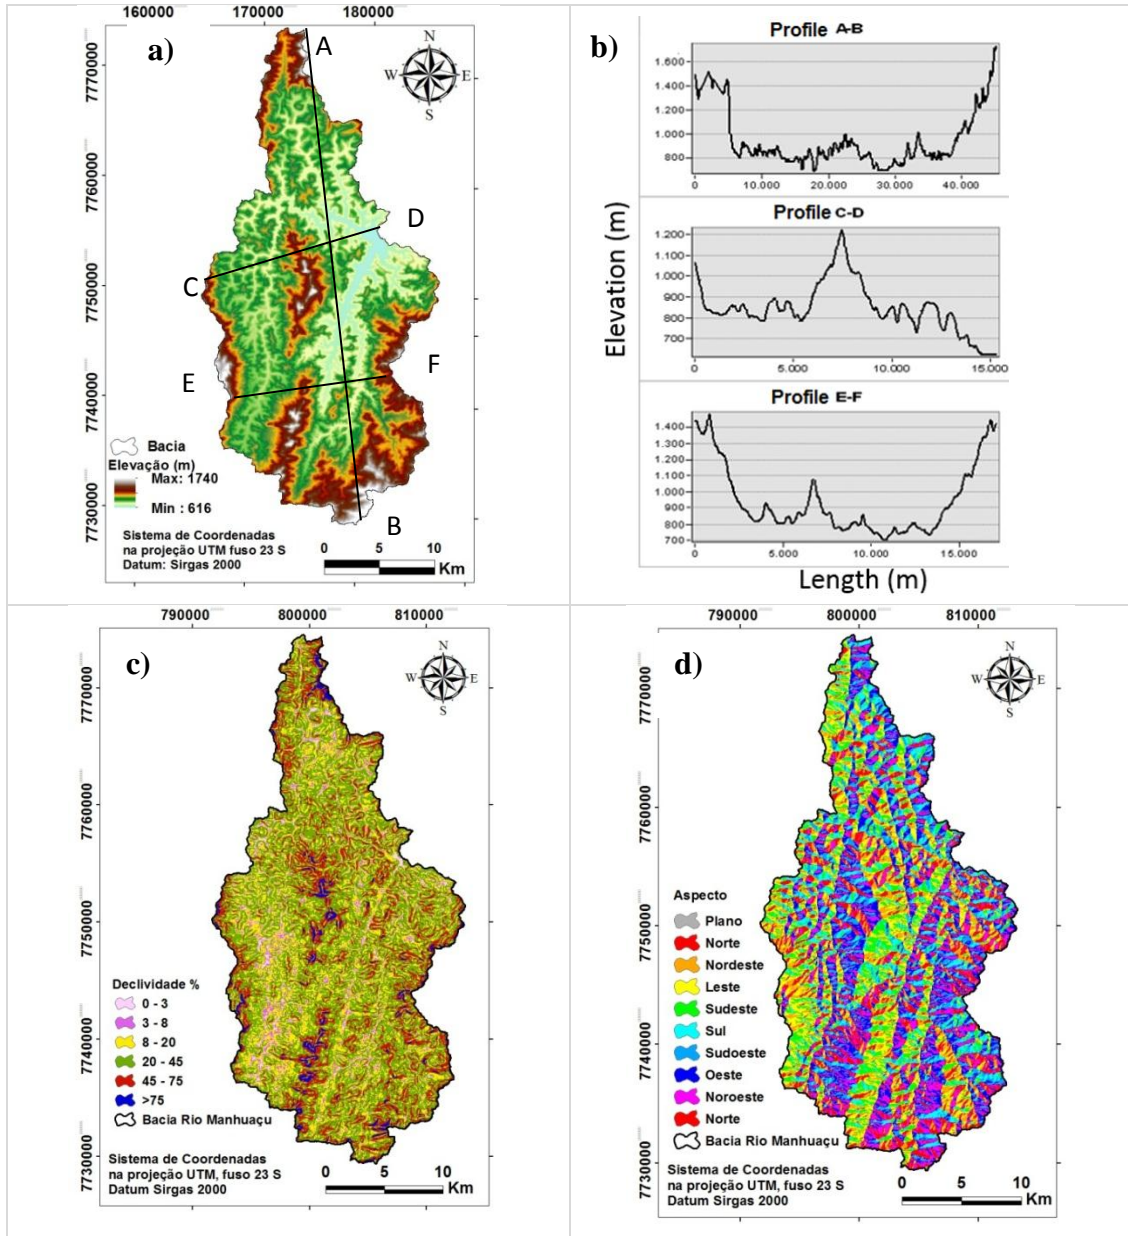 160000 170000 180000
a)
A
N
W E
S
7770000
7760000
7750000
7740000
7730000
D
C
E
F
B
Bacia
Elevação (m)
Max: 1740
Min : 616
Sistema de Coordenadas
na projeção UTM fuso 23 S
Datum: Sirgas 2000
0 5 10
Km
b)
Profile A-B
1.600
1.400
1.200
1.000
800
0 10.000 20.000 30.000 40.000
Profile C-D
1.200
1.100
1.000
900
800
700
0 5.000 10.000 15.000
Profile E-F
1.400
1.300
1.200
1.100
1.000
900
800
700
0 5.000 10.000 15.000
Elevation (m)
Length (m)
790000 800000 810000
c)
N
W E
S
7770000
7760000
7750000
7740000
7730000
Declividade %
0 - 3
3 - 8
8 - 20
20 - 45
45 - 75
>75
Bacia Rio Manhuaçu
Sistema de Coordenadas
na projeção UTM, fuso 23 S
Datum Sirgas 2000
0 5 10
Km
790000 800000 810000
d)
N
W E
S
7770000
7760000
7750000
7740000
7730000
Aspecto
Plano
Norte
Nordeste
Leste
Sudeste
Sul
Sudoeste
Oeste
Noroeste
Norte
Bacia Rio Manhuaçu
Sistema de Coordenadas
na projeção UTM, fuso 23 S
Datum Sirgas 2000
0 5 10
Km